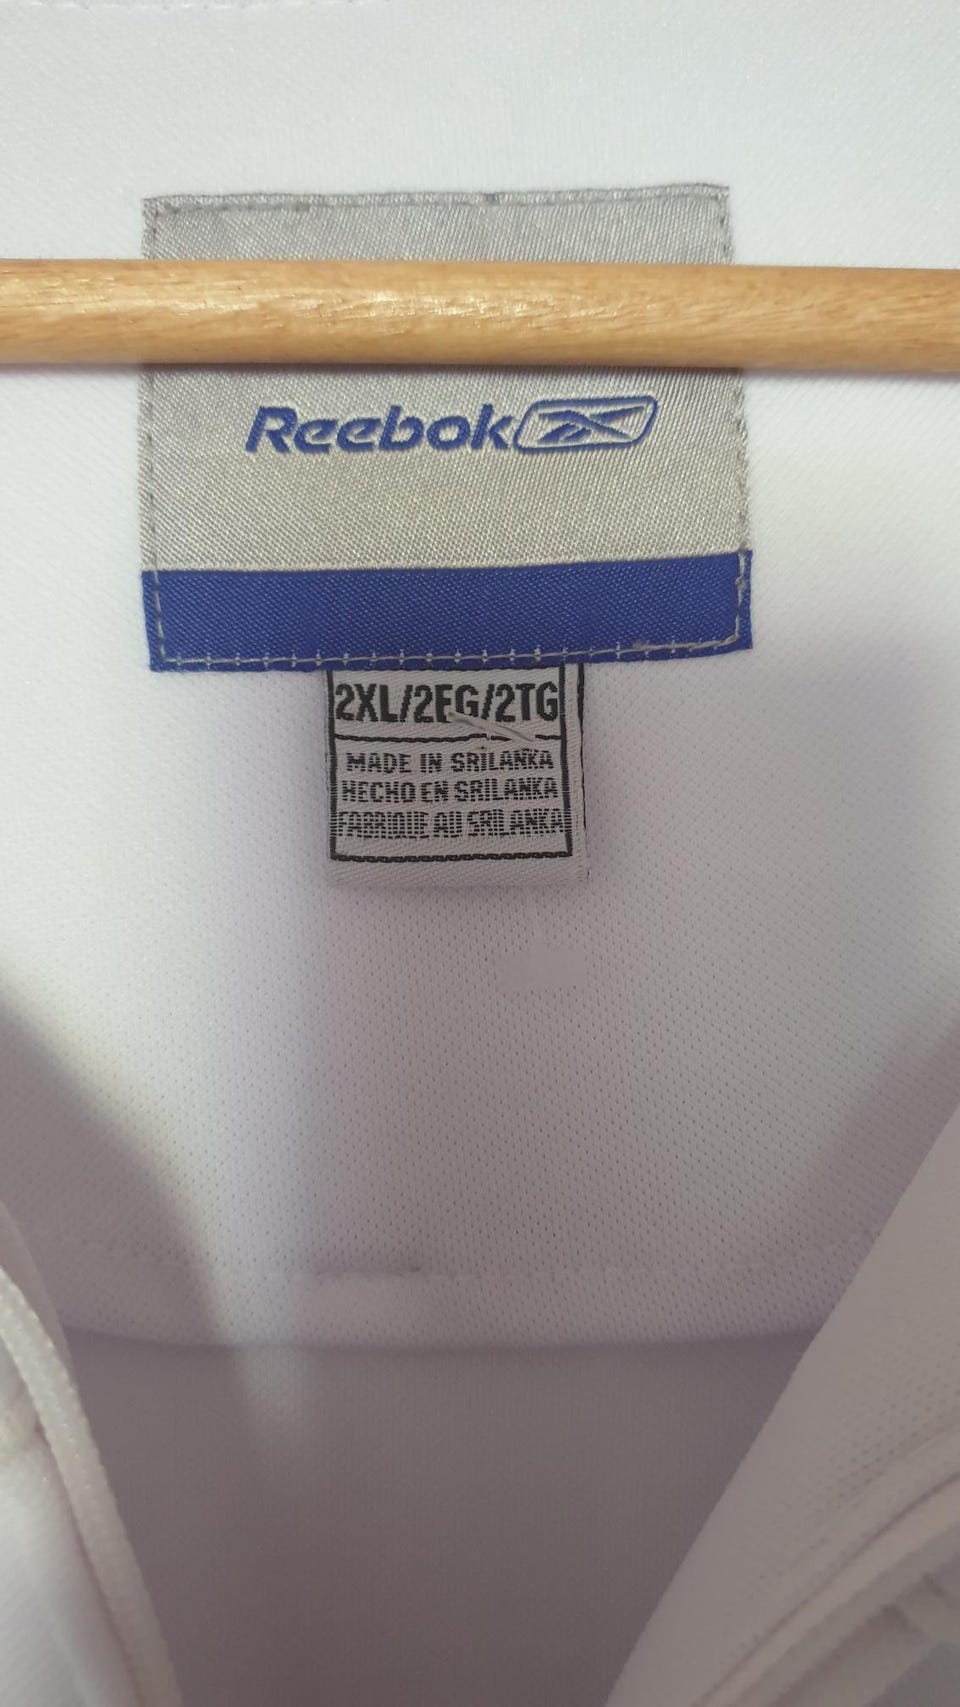 Reebok
2XL/2EG/2TG
MADE IN SRILANKA
HECHO EN SRILANKA
FABRIQUE AU SRILANKA